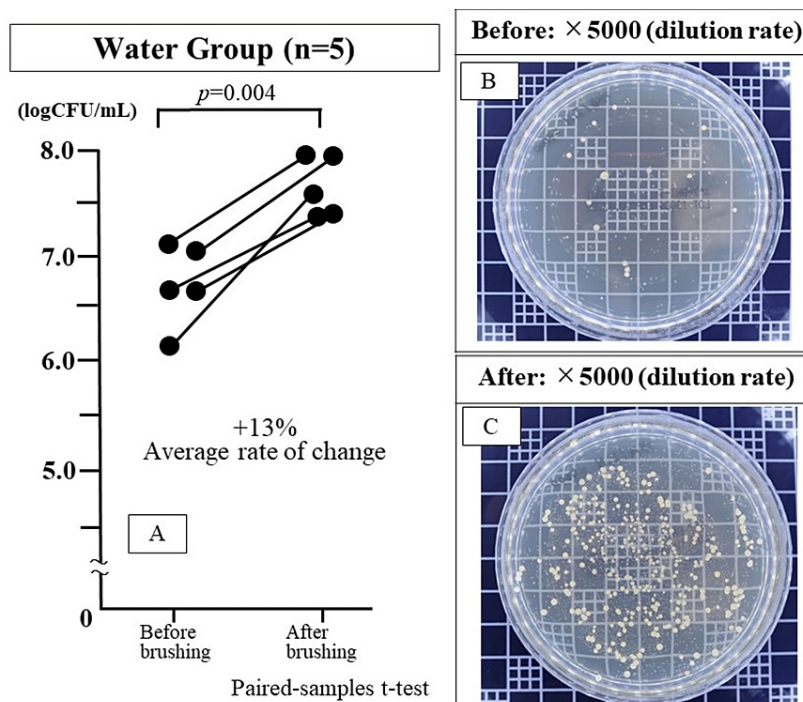 Water Group (n=5)
(logCFU/mL)
p=0.004
8.0
7.0
6.0
5.0
0
+13%
Average rate of change
A
Before
brushing
After
brushing
Paired-samples t-test
Before: ×5000 (dilution rate)
B
After: ×5000 (dilution rate)
C